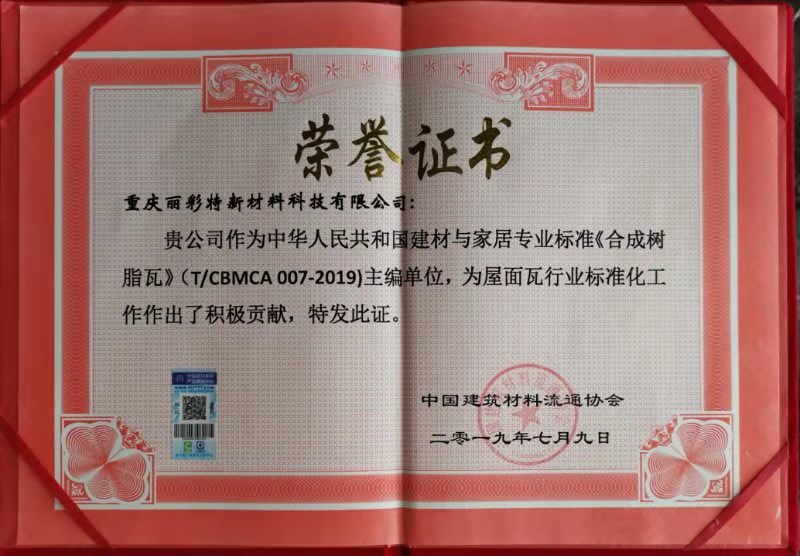 荣誉证书
重庆丽彩特新材料科技有限公司:
贵公司作为中华人民共和国建材与家居专业标准《合成树
脂瓦》（T/CBMCA 007-2019)主编单位，为屋面瓦行业标准化工
作作出了积极贡献，特发此证。
中国建筑材料流通协会
二零一九年七月九日